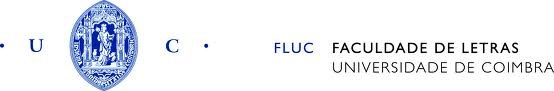 • U C •
FLUC FACULDADE DE LETRAS
UNIVERSIDADE DE COIMBRA